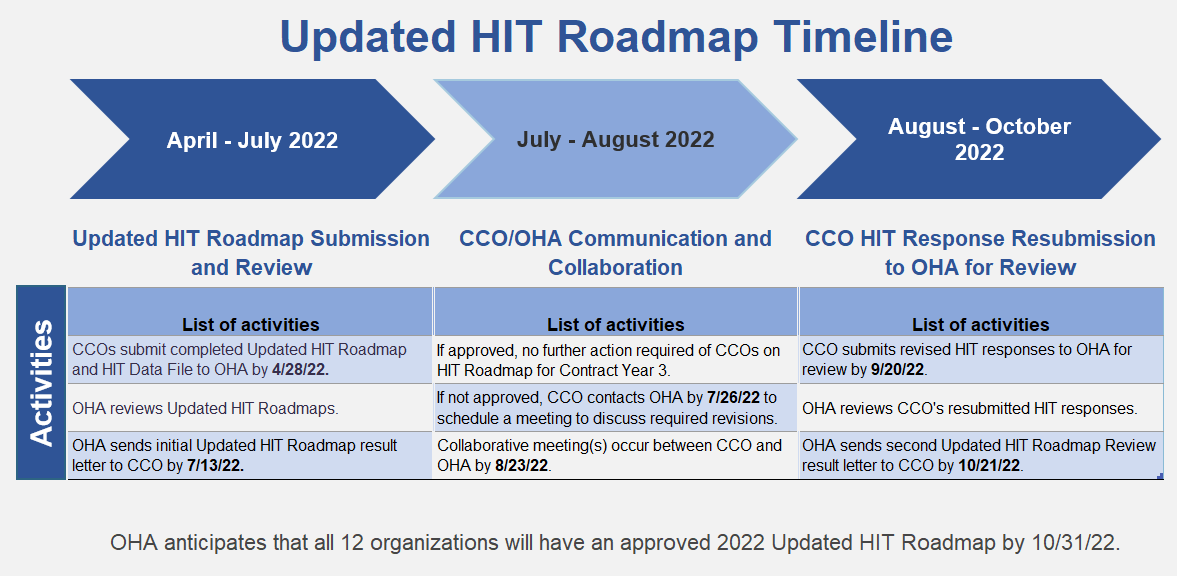 Updated HIT Roadmap Timeline
April - July 2022
July - August 2022
August - October
2022
Updated HIT Roadmap Submission
and Review
CCO/OHA Communication and
Collaboration
CCO HIT Response Resubmission
to OHA for Review
Activities
List of activities
List of activities
List of activities
CCOs submit completed Updated HIT Roadmap
and HIT Data File to OHA by 4/28/22.
If approved, no further action required of CCOs on
HIT Roadmap for Contract Year 3.
CCO submits revised HIT responses to OHA for
review by 9/20/22.
OHA reviews Updated HIT Roadmaps.
If not approved, CCO contacts OHA by 7/26/22 to
schedule a meeting to discuss required revisions.
OHA reviews CCO's resubmitted HIT responses.
OHA sends initial Updated HIT Roadmap result
letter to CCO by 7/13/22.
Collaborative meeting(s) occur between CCO and
OHA by 8/23/22.
OHA sends second Updated HIT Roadmap Review
result letter to CCO by 10/21/22.
OHA anticipates that all 12 organizations will have an approved 2022 Updated HIT Roadmap by 10/31/22.